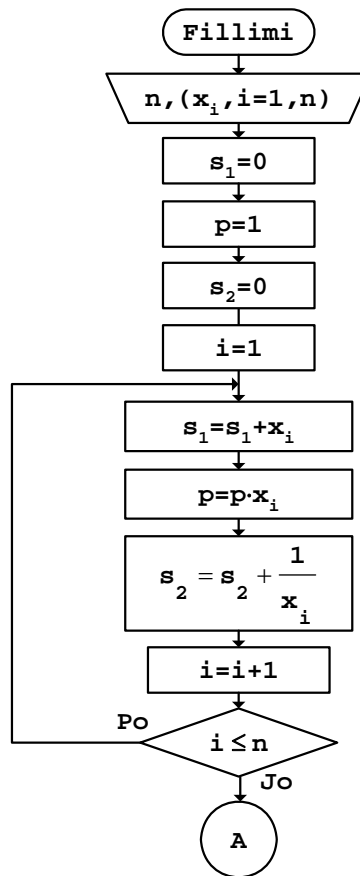 Fillimi
n,(xᵢ,i=1,n)
s₁=0
p=1
s₂=0
i=1
s₁=s₁+xᵢ
p=p·xᵢ
s₂ = s₂ + 1/xᵢ
i=i+1
Po
i ≤ n
Jo
A